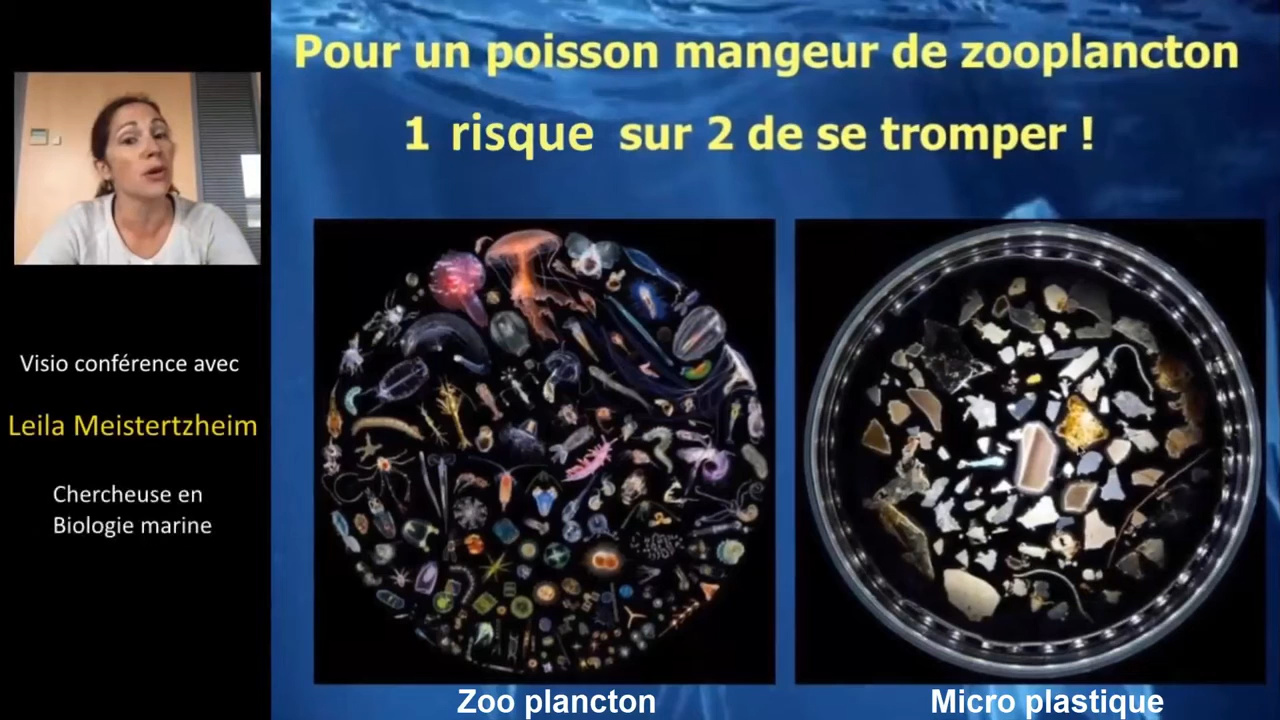 Pour un poisson mangeur de zooplancton
1 risque sur 2 de se tromper !
Visio conférence avec
Leila Meistertzheim
Chercheuse en
Biologie marine
Zoo plancton
Micro plastique